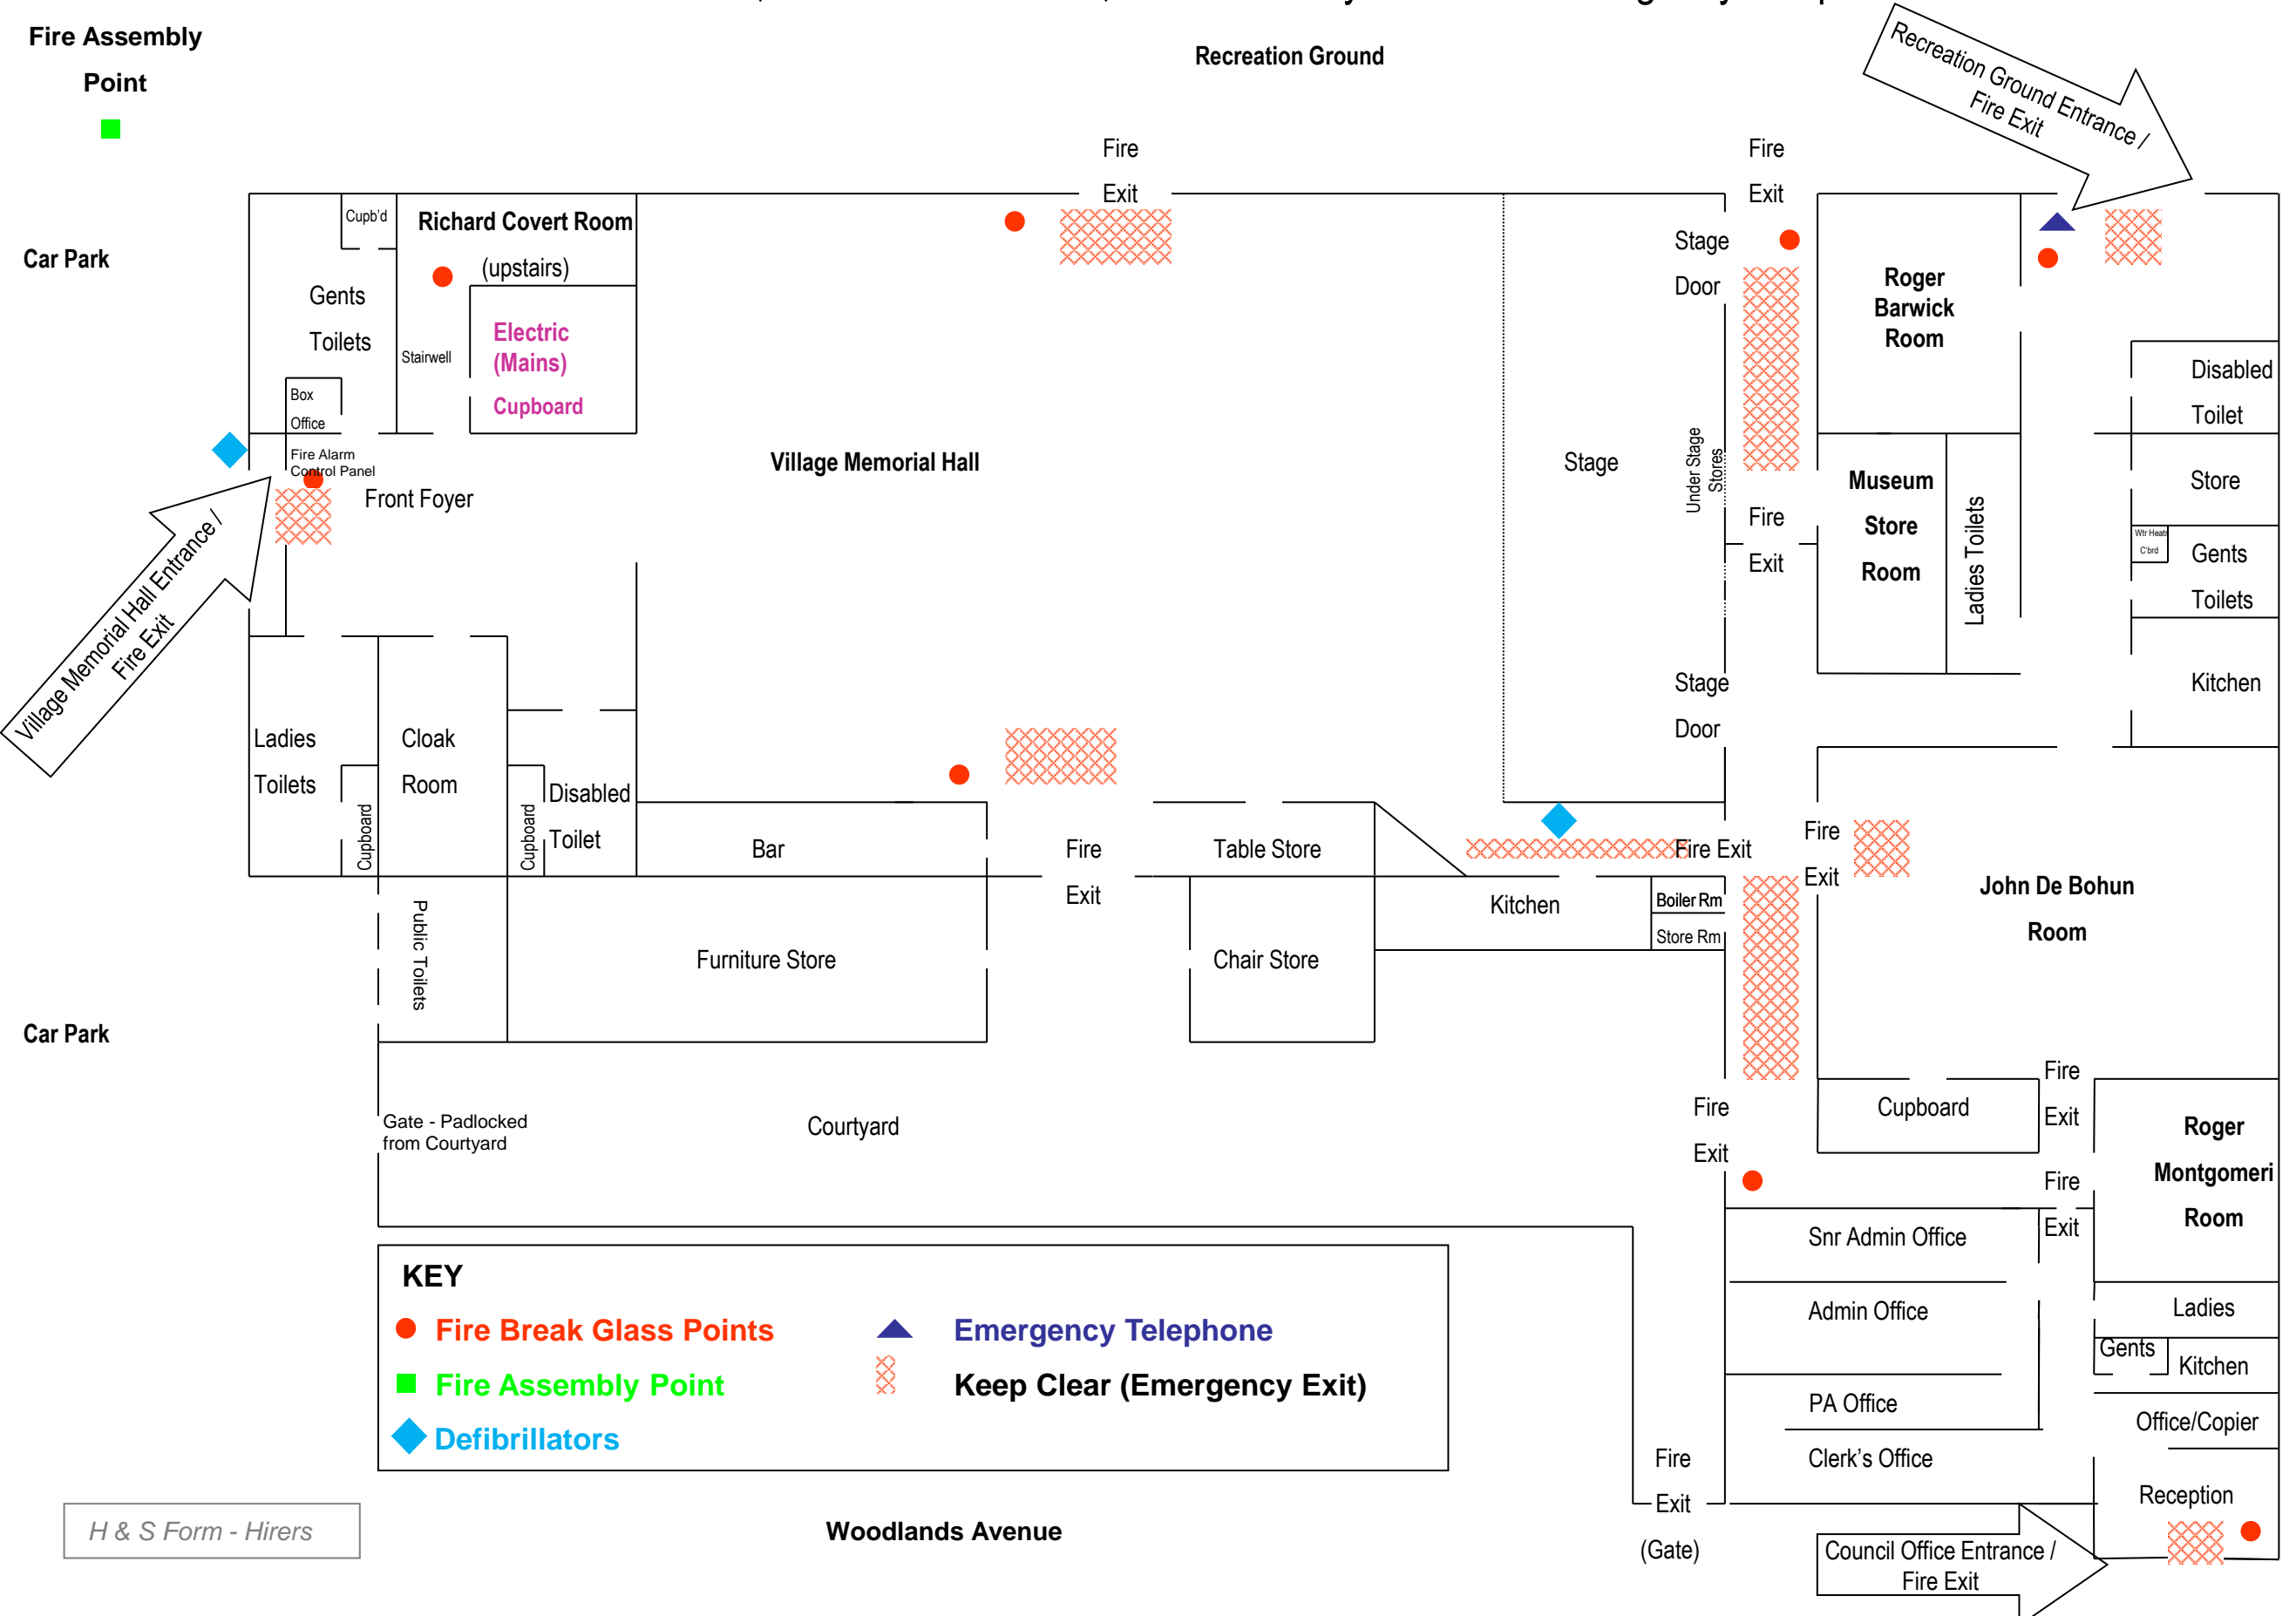 Fire Assembly
Point
Recreation Ground
Recreation Ground Entrance /
Fire Exit
Car Park
Cupb'd
Gents
Toilets
Richard Covert Room
(upstairs)
Stairwell
Electric
(Mains)
Cupboard
Box
Office
Fire Alarm
Control Panel
Front Foyer
Village Memorial Hall Entrance /
Fire Exit
Fire
Exit
Village Memorial Hall
Stage
Stage
Door
Under Stage
Stores
Stage
Door
Fire
Exit
Fire
Exit
Roger
Barwick
Room
Museum
Store
Room
Ladies Toilets
Disabled
Toilet
Store
Wtr Heatr
C'brd
Gents
Toilets
Kitchen
Ladies
Toilets
Cupboard
Cloak
Room
Cupboard
Disabled
Toilet
Bar
Fire
Exit
Table Store
Fire Exit
Fire
Exit
John De Bohun
Room
Public Toilets
Furniture Store
Chair Store
Kitchen
Boiler Rm
Store Rm
Car Park
Gate - Padlocked
from Courtyard
Courtyard
Fire
Exit
Cupboard
Fire
Exit
Fire
Exit
Roger
Montgomeri
Room
Snr Admin Office
Admin Office
PA Office
Clerk's Office
Ladies
Gents
Kitchen
Office/Copier
Reception
Fire
Exit
(Gate)
Council Office Entrance /
Fire Exit
KEY
Fire Break Glass Points
Emergency Telephone
Fire Assembly Point
Keep Clear (Emergency Exit)
Defibrillators
H & S Form - Hirers
Woodlands Avenue